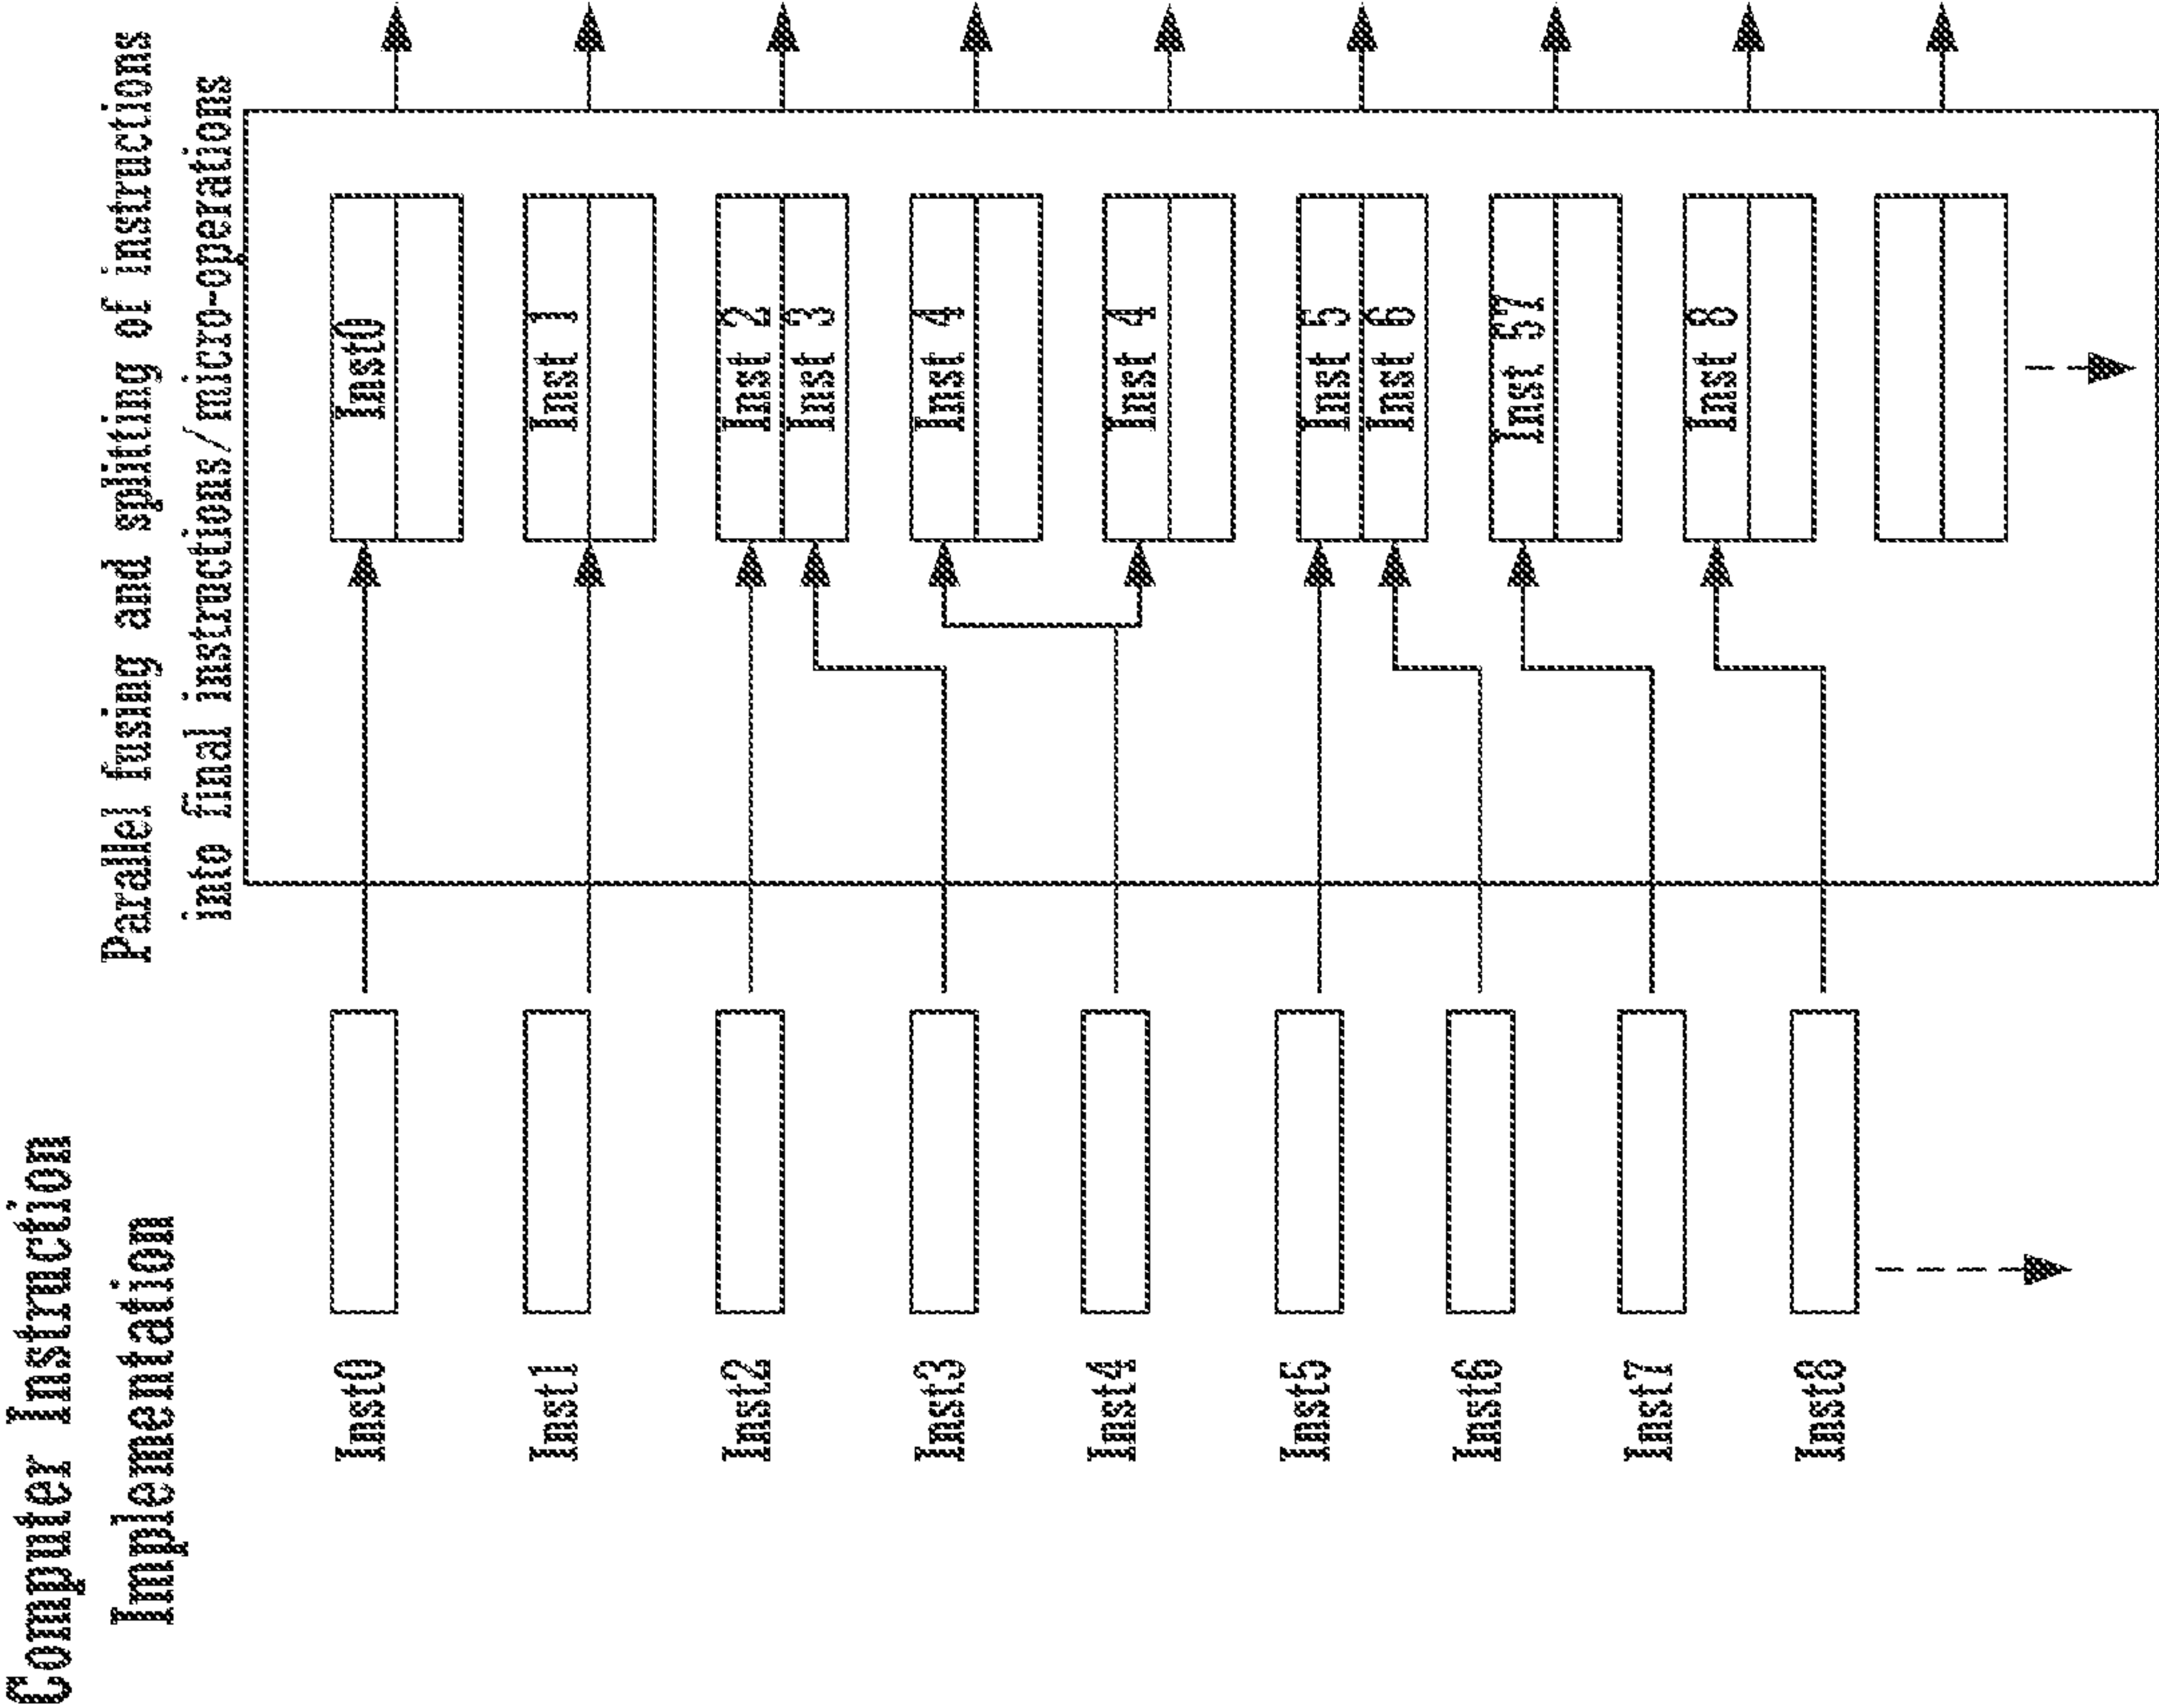 Computer Instruction
Implementation
Parallel fusing and spliting of instructions
into final instructions/micro-operations
Inst0
Inst1
Inst2
Inst3
Inst4
Inst5
Inst6
Inst7
Inst8
Inst0
Inst 1
Inst 2
Inst 3
Inst 4
Inst 4
Inst 5
Inst 6
Inst 57
Inst 8